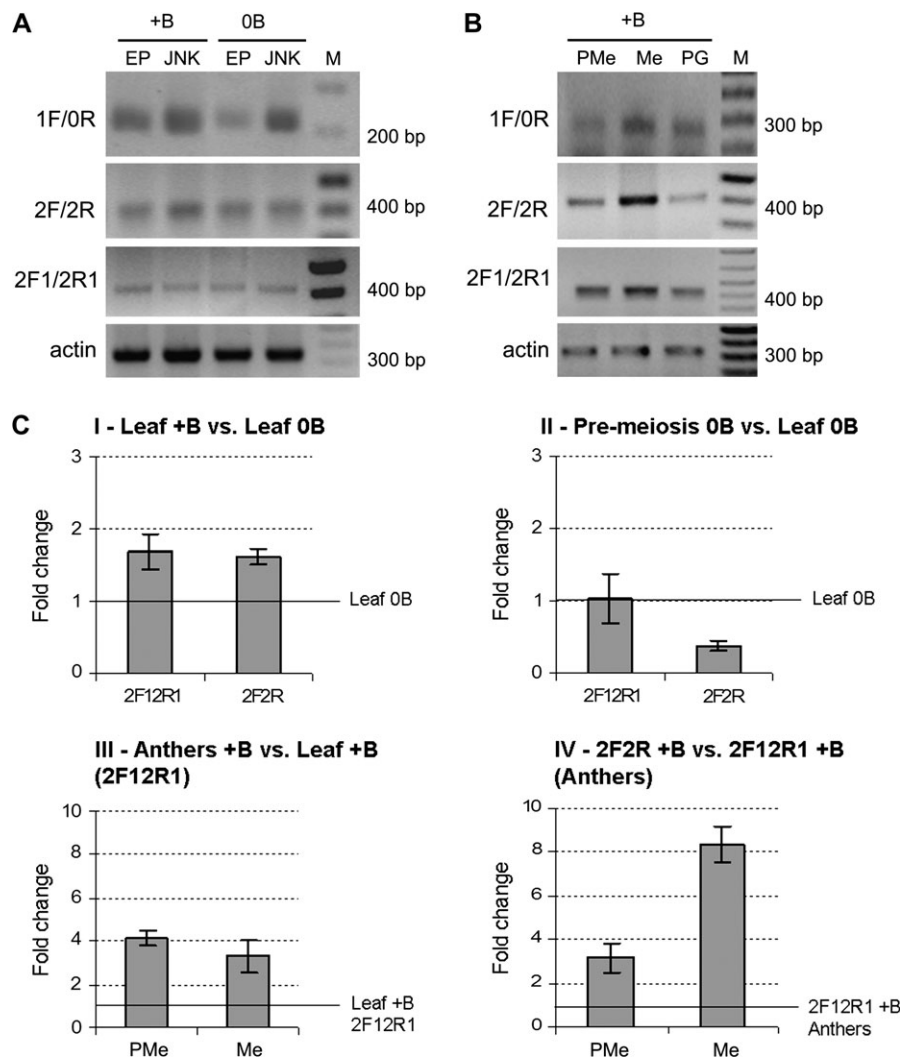 A
+B 0B
EP JNK EP JNK M
1F/0R
200 bp
2F/2R
400 bp
2F1/2R1
400 bp
actin
300 bp
B
+B
PMe Me PG M
1F/0R
300 bp
2F/2R
400 bp
2F1/2R1
400 bp
actin
300 bp
C
I - Leaf +B vs. Leaf 0B
Fold change
3
2
1
0
Leaf 0B
2F12R1 2F2R
II - Pre-meiosis 0B vs. Leaf 0B
Fold change
3
2
1
0
Leaf 0B
2F12R1 2F2R
III - Anthers +B vs. Leaf +B
(2F12R1)
Fold change
10
8
6
4
2
0
Leaf +B
2F12R1
PMe Me
IV - 2F2R +B vs. 2F12R1 +B
(Anthers)
Fold change
10
8
6
4
2
0
2F12R1 +B
Anthers
PMe Me